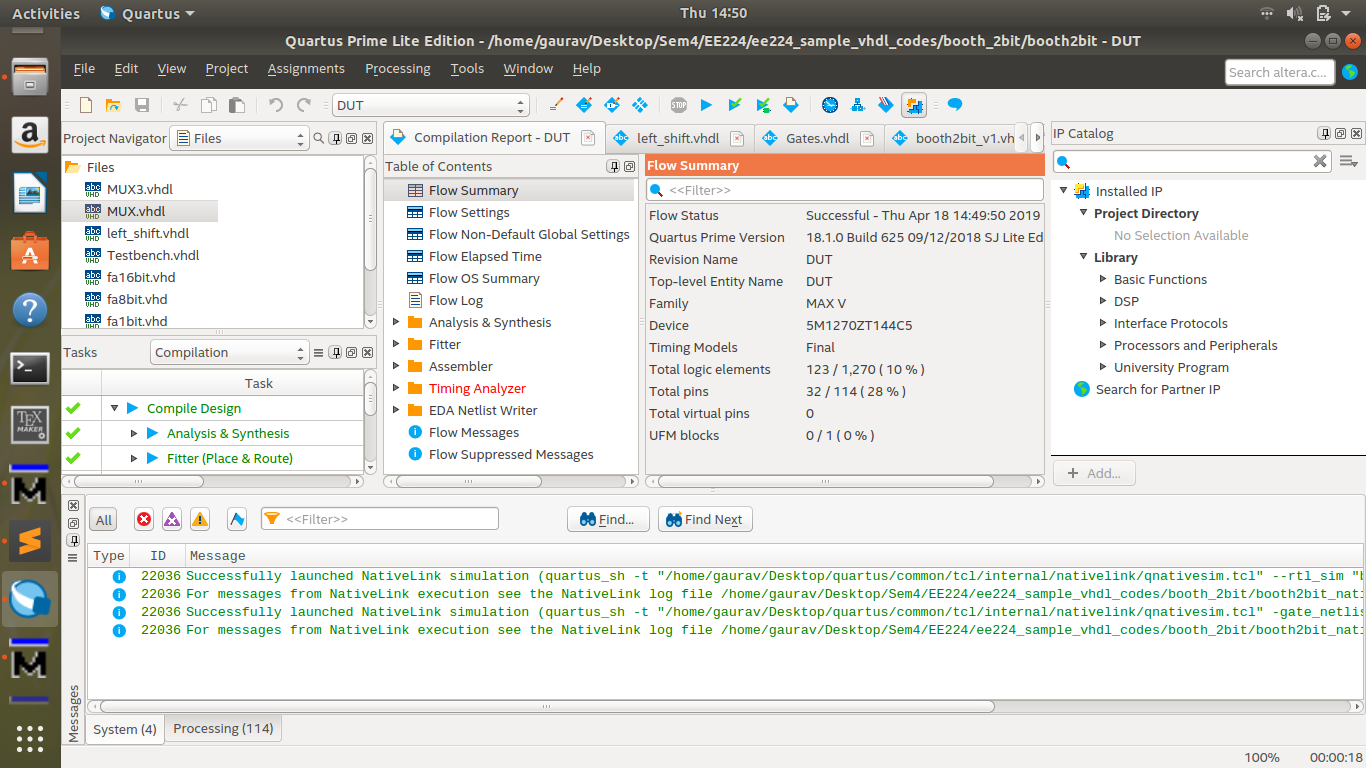 Activities Quartus Thu 14:50
Quartus Prime Lite Edition - /home/gaurav/Desktop/Sem4/EE224/ee224_sample_vhdl_codes/booth_2bit/booth2bit - DUT
File Edit View Project Assignments Processing Tools Window Help Search altera.c...
DUT STOP
Project Navigator Files
Files
MUX3.vhdl
MUX.vhdl
left_shift.vhdl
Testbench.vhdl
fa16bit.vhd
fa8bit.vhd
fa1bit.vhd
Tasks Compilation
Task
Compile Design
Analysis & Synthesis
Fitter (Place & Route)
Compilation Report - DUT left_shift.vhdl Gates.vhdl booth2bit_v1.vh
Table of Contents
Flow Summary
Flow Settings
Flow Non-Default Global Settings
Flow Elapsed Time
Flow OS Summary
Flow Log
Analysis & Synthesis
Fitter
Assembler
Timing Analyzer
EDA Netlist Writer
Flow Messages
Flow Suppressed Messages
Flow Summary
<<Filter>>
Flow Status Successful - Thu Apr 18 14:49:50 2019
Quartus Prime Version 18.1.0 Build 625 09/12/2018 SJ Lite Ed
Revision Name DUT
Top-level Entity Name DUT
Family MAX V
Device 5M1270ZT144C5
Timing Models Final
Total logic elements 123 / 1,270 ( 10 % )
Total pins 32 / 114 ( 28 % )
Total virtual pins 0
UFM blocks 0 / 1 ( 0 % )
IP Catalog
Installed IP
Project Directory
No Selection Available
Library
Basic Functions
DSP
Interface Protocols
Processors and Peripherals
University Program
Search for Partner IP
+ Add...
All <<Filter>> Find... Find Next
Type ID Message
22036 Successfully launched NativeLink simulation (quartus_sh -t "/home/gaurav/Desktop/quartus/common/tcl/internal/nativelink/qnativesim.tcl" --rtl_sim "b
22036 For messages from NativeLink execution see the NativeLink log file /home/gaurav/Desktop/Sem4/EE224/ee224_sample_vhdl_codes/booth_2bit/booth2bit_nati
22036 Successfully launched NativeLink simulation (quartus_sh -t "/home/gaurav/Desktop/quartus/common/tcl/internal/nativelink/qnativesim.tcl" -gate_netlis
22036 For messages from NativeLink execution see the NativeLink log file /home/gaurav/Desktop/Sem4/EE224/ee224_sample_vhdl_codes/booth_2bit/booth2bit_nati
Messages
System (4) Processing (114)
100% 00:00:18